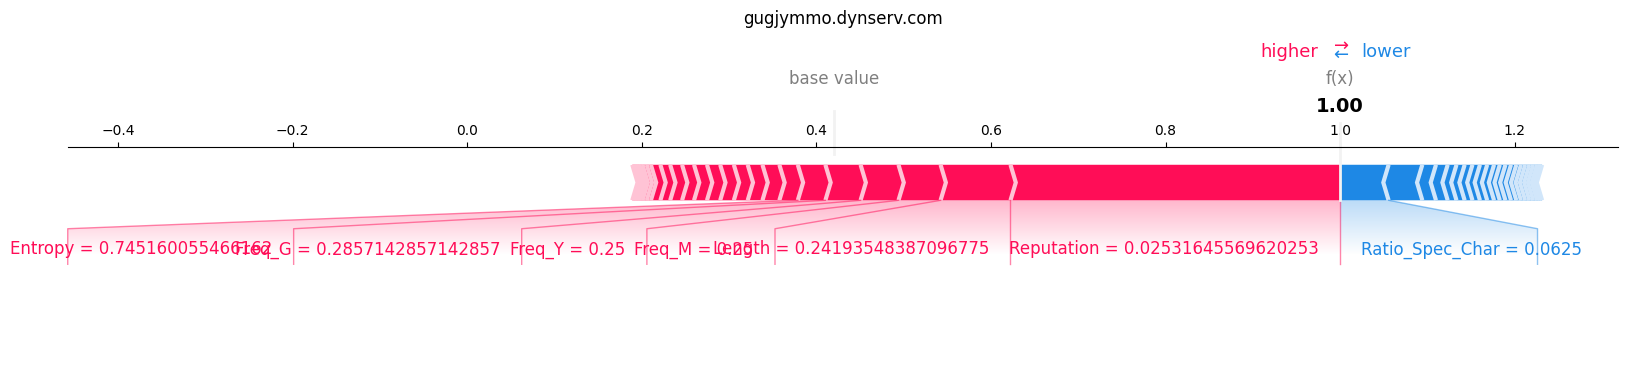 gugjymmo.dynserv.com
higher ⇄ lower
base value f(x)
1.00
−0.4 −0.2 0.0 0.2 0.4 0.6 0.8 1.0 1.2
Entropy = 0.745160055466162 Freq_G = 0.2857142857142857 Freq_Y = 0.25 Freq_M = 0.25 Length = 0.24193548387096775 Reputation = 0.02531645569620253 Ratio_Spec_Char = 0.0625